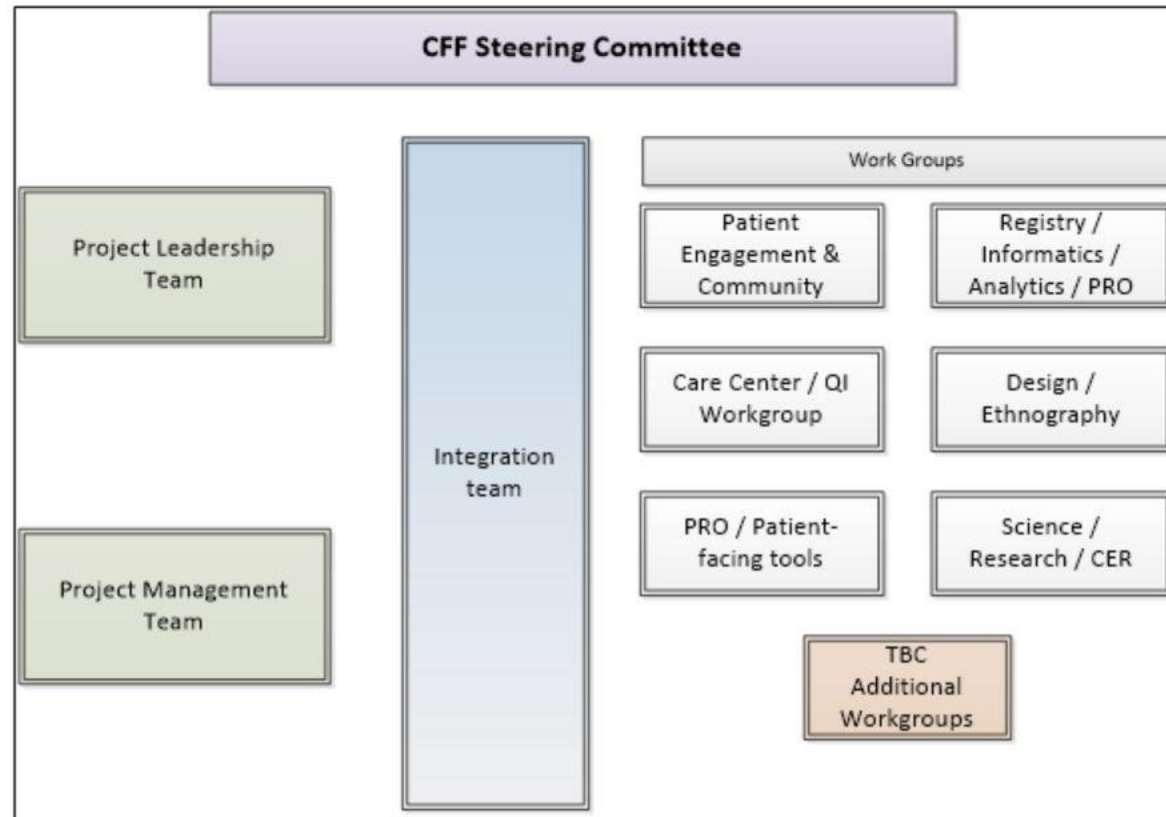 CFF Steering Committee
Project Leadership
Team
Project Management
Team
Integration
team
Work Groups
Patient
Engagement &
Community
Registry /
Informatics /
Analytics / PRO
Care Center / QI
Workgroup
Design /
Ethnography
PRO / Patient-
facing tools
Science /
Research / CER
TBC
Additional
Workgroups